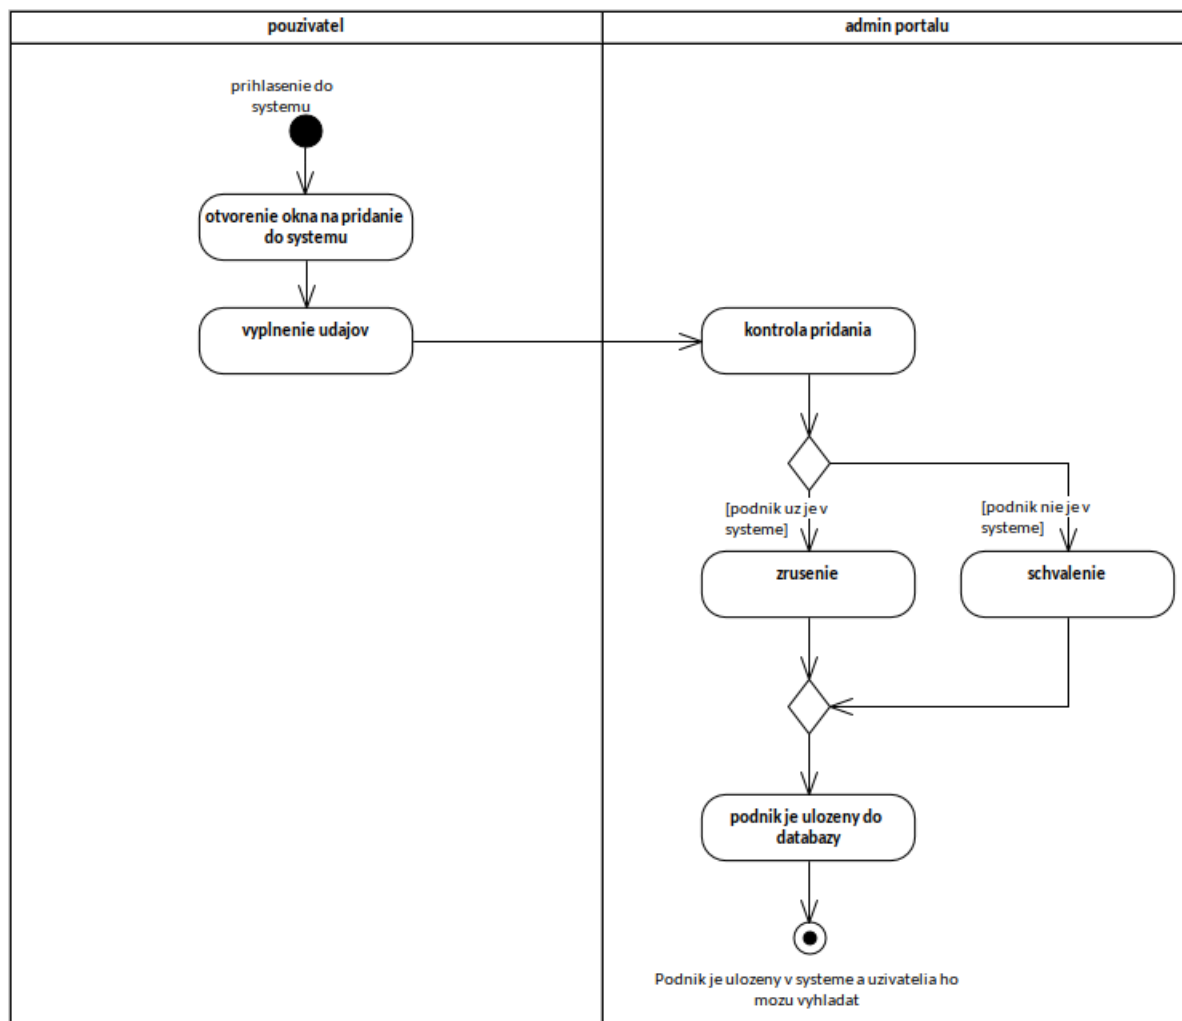 pouzivatel
admin portalu
prihlasenie do
systemu
otvorenie okna na pridanie
do systemu
vyplnenie udajov
kontrola pridania
[podnik uz je v
systeme]
[podnik nie je v
systeme]
zrusenie
schvalenie
podnik je ulozeny do
databazy
Podnik je ulozeny v systeme a uzivatelia ho
mozu vyhladat